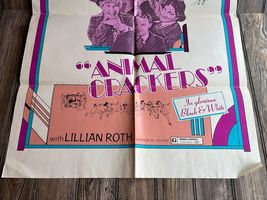 "ANIMAL
CRACKERS"
In glorious
Black & White
with LILLIAN ROTH
G